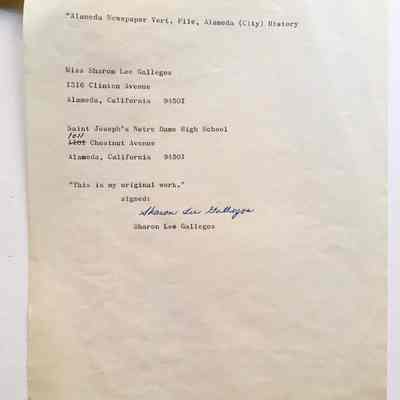 "Alameda Newspaper Vert. File, Alameda (City) History
Miss Sharon Lee Gallegos
1316 Clinton Avenue
Alameda, California 94501
Saint Joseph's Notre Dame High School
1011
Chestnut Avenue
Alameda, California 94501
"This is my original work."
signed:
Sharon Lee Gallegos
Sharon Lee Gallegos